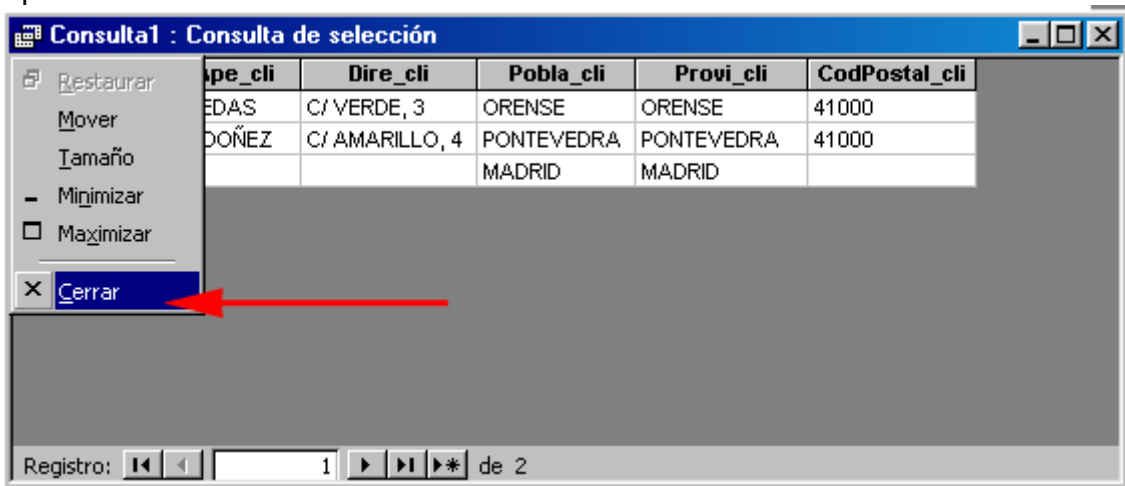 Consulta1 : Consulta de selección
Restaurar
Mover
Tamaño
Minimizar
Maximizar
Cerrar
Ape_cli Dire_cli Pobla_cli Provi_cli CodPostal_cli
EDAS C/ VERDE, 3 ORENSE ORENSE 41000
DOÑEZ C/ AMARILLO, 4 PONTEVEDRA PONTEVEDRA 41000
MADRID MADRID
Registro: 1 de 2